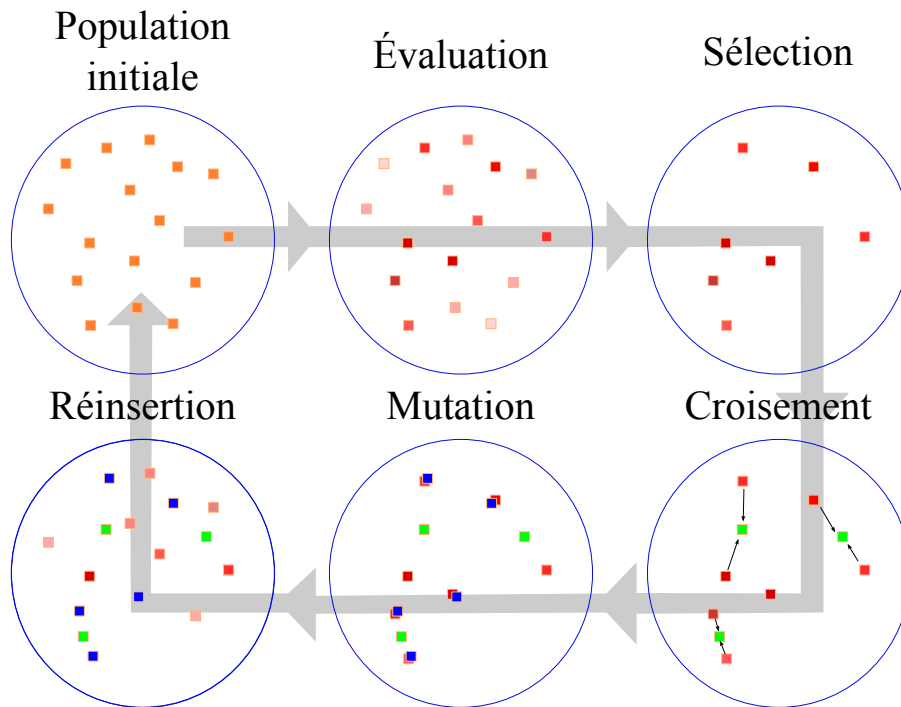 Population
initiale
Évaluation
Sélection
Réinsertion
Mutation
Croisement